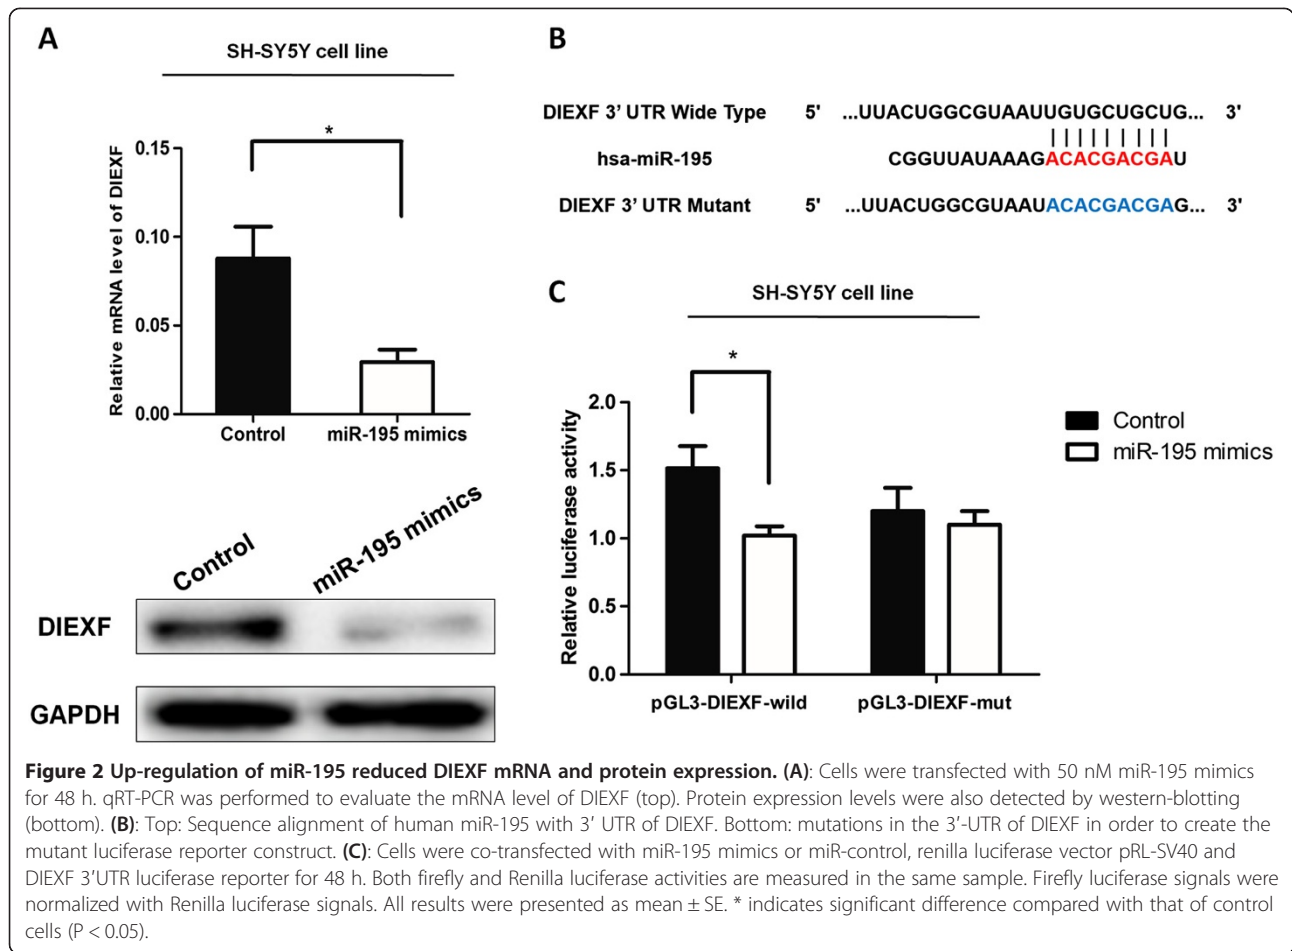 A
SH-SY5Y cell line
*
Relative mRNA level of DIEXF
0.15
0.10
0.05
0.00
Control
miR-195 mimics
Control
miR-195 mimics
DIEXF
GAPDH
B
DIEXF 3' UTR Wide Type 5' ...UUACUGGCGUAAUUGUGCUGCUG... 3'
hsa-miR-195 CGGUUAUAAAGACACGACGAU
DIEXF 3' UTR Mutant 5' ...UUACUGGCGUAAUACACGACGAG... 3'
C
SH-SY5Y cell line
*
Relative luciferase activity
2.0
1.5
1.0
0.5
0.0
pGL3-DIEXF-wild
pGL3-DIEXF-mut
Control
miR-195 mimics
Figure 2 Up-regulation of miR-195 reduced DIEXF mRNA and protein expression. (A): Cells were transfected with 50 nM miR-195 mimics
for 48 h. qRT-PCR was performed to evaluate the mRNA level of DIEXF (top). Protein expression levels were also detected by western-blotting
(bottom). (B): Top: Sequence alignment of human miR-195 with 3′ UTR of DIEXF. Bottom: mutations in the 3′-UTR of DIEXF in order to create the
mutant luciferase reporter construct. (C): Cells were co-transfected with miR-195 mimics or miR-control, renilla luciferase vector pRL-SV40 and
DIEXF 3′UTR luciferase reporter for 48 h. Both firefly and Renilla luciferase activities are measured in the same sample. Firefly luciferase signals were
normalized with Renilla luciferase signals. All results were presented as mean ± SE. * indicates significant difference compared with that of control
cells (P < 0.05).